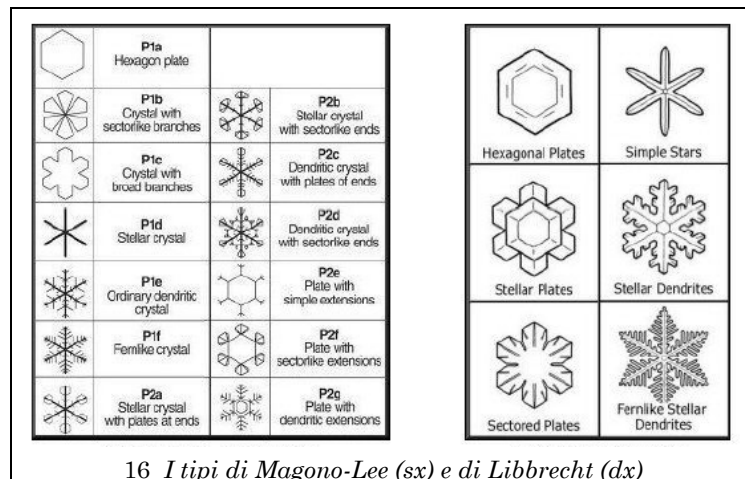 P1a
Hexagon plate
P1b
Crystal with
sectorlike branches
P2b
Stellar crystal
with sectorlike ends
P1c
Crystal with
broad branches
P2c
Dendritic crystal
with plates of ends
P1d
Stellar crystal
P2d
Dendritic crystal
with sectorlike ends
P1e
Ordinary dendritic
crystal
P2e
Plate with
simple extensions
P1f
Fernlike crystal
P2f
Plate with
sectorlike extensions
P2a
Stellar crystal
with plates at ends
P2g
Plate with
dendritic extensions
Hexagonal Plates
Simple Stars
Stellar Plates
Stellar Dendrites
Sectored Plates
Fernlike Stellar
Dendrites
16 I tipi di Magono-Lee (sx) e di Libbrecht (dx)